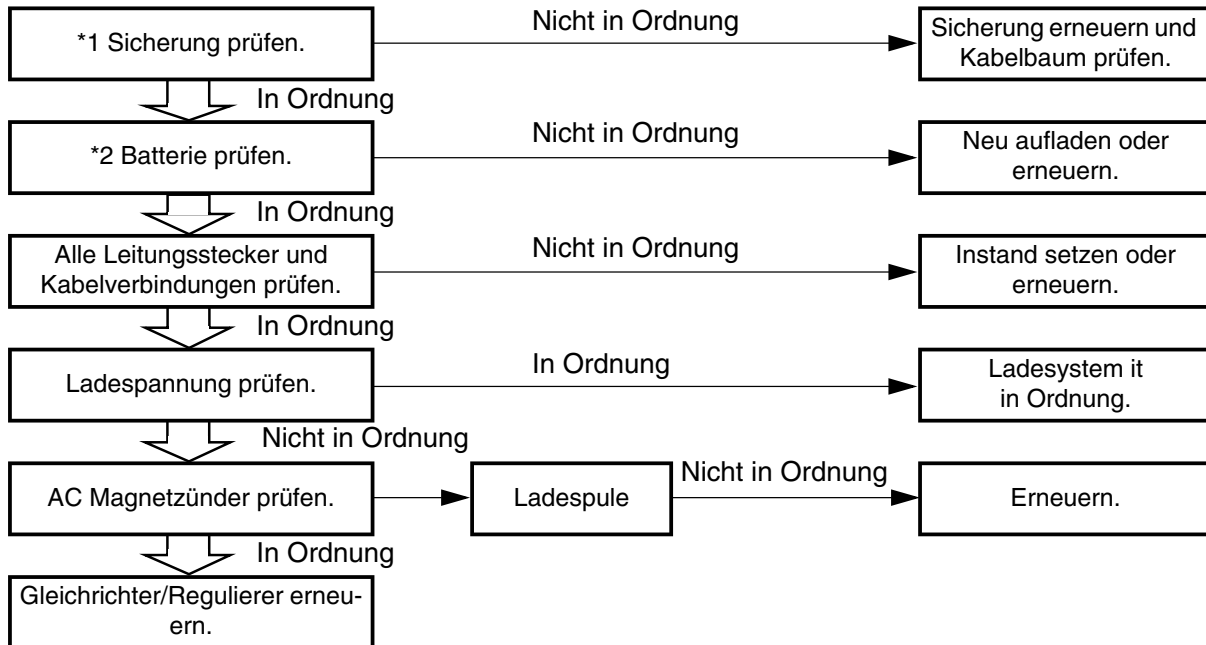 *1 Sicherung prüfen.
Nicht in Ordnung
Sicherung erneuern und
Kabelbaum prüfen.
In Ordnung
*2 Batterie prüfen.
Nicht in Ordnung
Neu aufladen oder
erneuern.
In Ordnung
Alle Leitungsstecker und
Kabelverbindungen prüfen.
Nicht in Ordnung
Instand setzen oder
erneuern.
In Ordnung
Ladespannung prüfen.
In Ordnung
Ladesystem it
in Ordnung.
Nicht in Ordnung
AC Magnetzünder prüfen.
Ladespule
Nicht in Ordnung
Erneuern.
In Ordnung
Gleichrichter/Regulierer erneu-
ern.